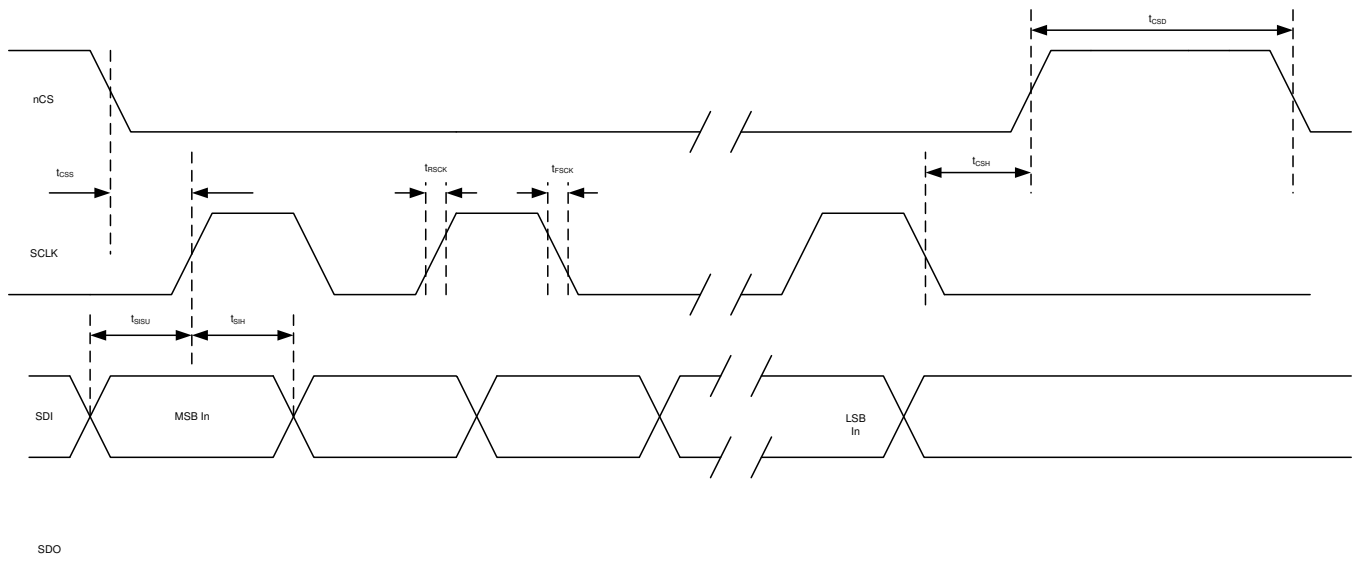 tCSD
nCS
tCSS
tRSCK
tFSCK
tCSH
SCLK
tSISU
tSIH
SDI
MSB In
LSB
In
SDO